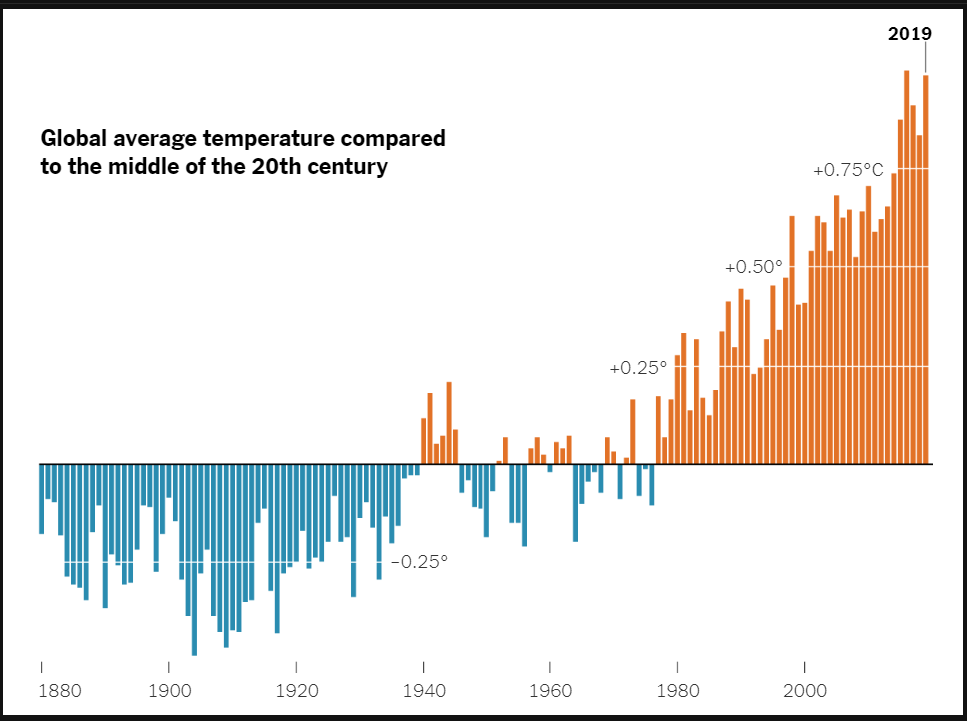 2019
Global average temperature compared
to the middle of the 20th century
+0.75°C
+0.50°
+0.25°
−0.25°
1880 1900 1920 1940 1960 1980 2000